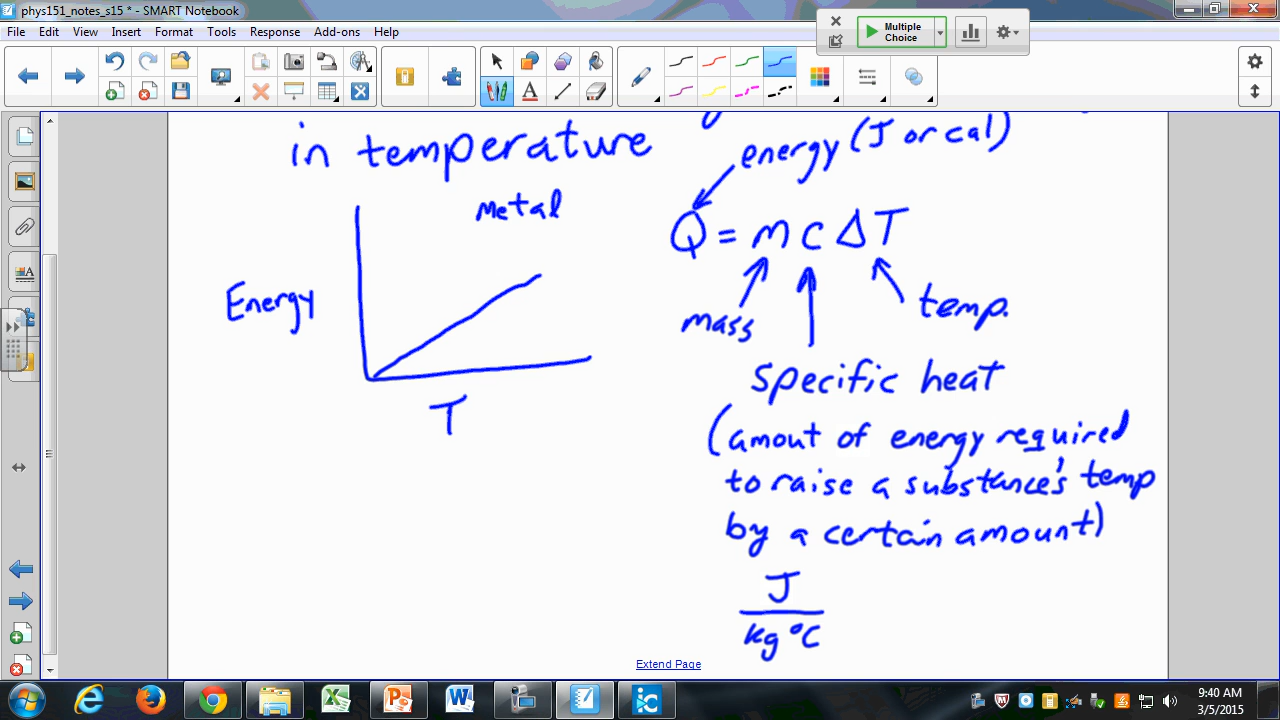 phys151_notes_s15 * - SMART Notebook
File Edit View Insert Format Tools Response Add-ons Help
Multiple
Choice
A
in temperature
energy (J or cal)
Metal
Q = m c Δ T
Energy
T
mass
temp.
specific heat
(amout of energy required
to raise a substance's temp
by a certain amount)
J
kg °C
Extend Page
9:40 AM
3/5/2015